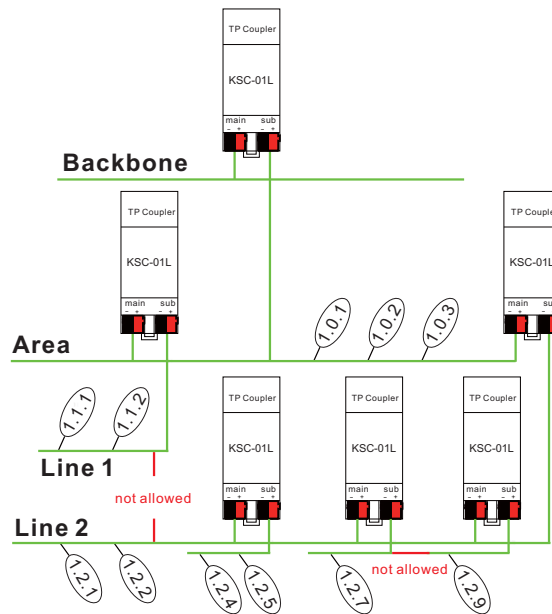 TP Coupler
KSC-01L
main sub
- + - +
Backbone
TP Coupler
KSC-01L
main sub
- + - +
TP Coupler
KSC-01L
main sub
- + - +
1.0.1
1.0.2
1.0.3
Area
1.1.1
1.1.2
TP Coupler
KSC-01L
main sub
- + - +
TP Coupler
KSC-01L
main sub
- + - +
TP Coupler
KSC-01L
main sub
- + - +
Line 1
not allowed
Line 2
1.2.1
1.2.2
1.2.4
1.2.5
1.2.7
not allowed
1.2.9